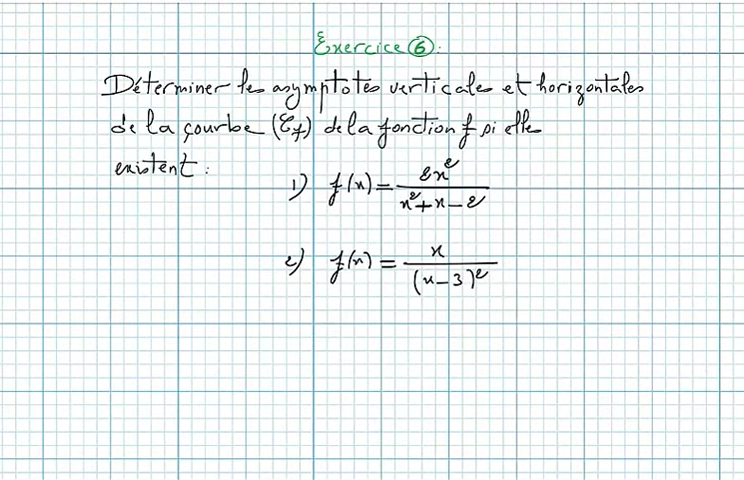 Exercice 6:
Déterminer les asymptotes verticales et horizontales
de la courbe (Cf) de la fonction f si elles
existent :
1) f(x) = 2x² / (x² + x - 2)
2) f(x) = x / (x - 3)²